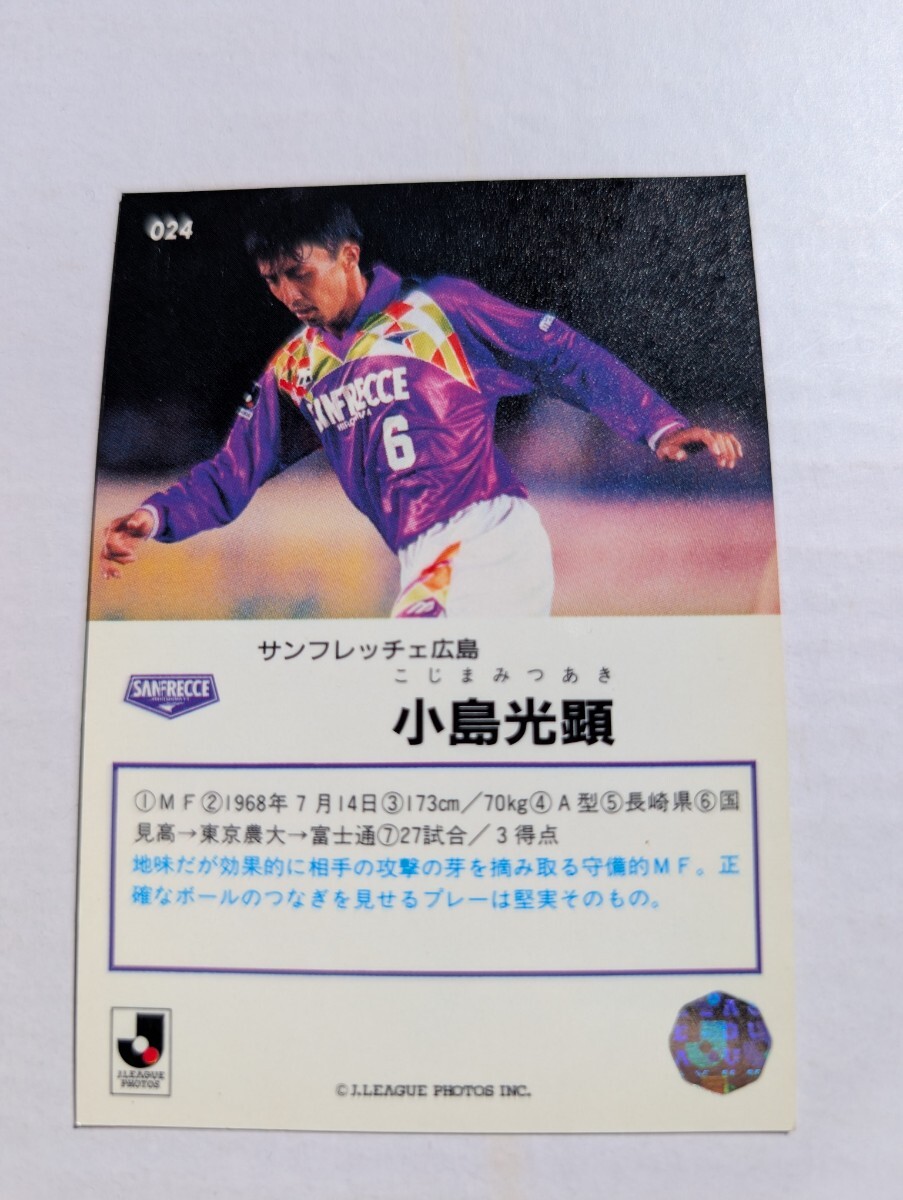 024
SANFRECCE
HIROSHIMA
6
サンフレッチェ広島
こじまみつあき
SANFRECCE
小島光顕
①MF②1968年7月14日③173cm/70kg④A型⑤長崎県⑥国
見高→東京農大→富士通⑦27試合/3得点
地味だが効果的に相手の攻撃の芽を摘み取る守備的MF。正
確なボールのつなぎを見せるプレーは堅実そのもの。
J.LEAGUE
PHOTOS
©J.LEAGUE PHOTOS INC.